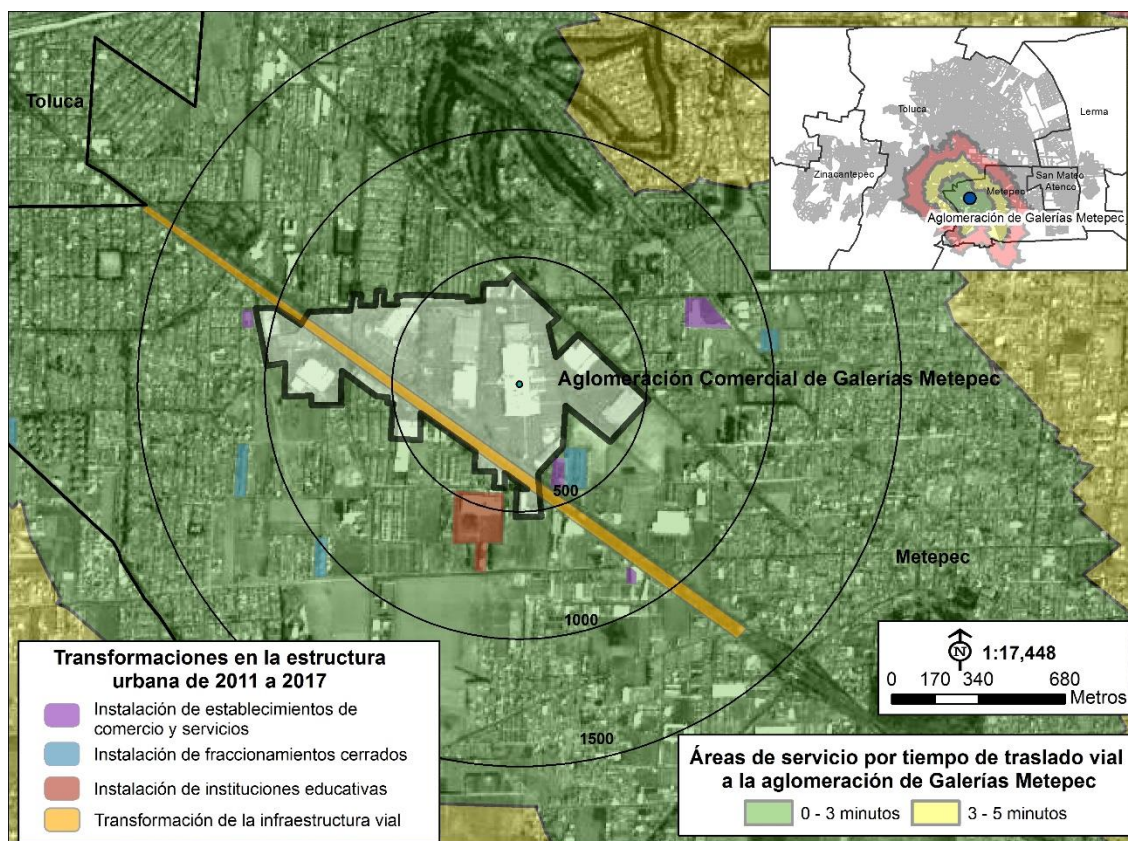 Toluca
Toluca
Lerma
Zinacantepec
Metepec
San Mateo
Atenco
Aglomeración de Galerías Metepec
Aglomeración Comercial de Galerías Metepec
500
Metepec
1000
1500
Transformaciones en la estructura
urbana de 2011 a 2017
Instalación de establecimientos de
comercio y servicios
Instalación de fraccionamientos cerrados
Instalación de instituciones educativas
Transformación de la infraestructura vial
N
1:17,448
0 170 340 680
Metros
Áreas de servicio por tiempo de traslado vial
a la aglomeración de Galerías Metepec
0 - 3 minutos 3 - 5 minutos